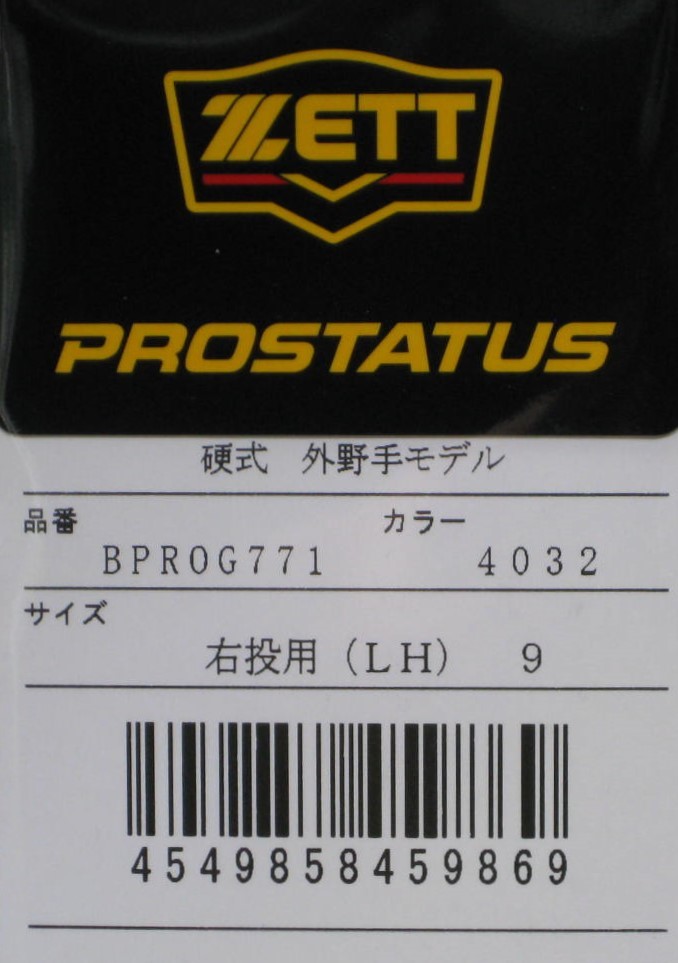 ZETT
PROSTATUS
硬式　外野手モデル
品番　カラー
BPROG771　4032
サイズ
右投用（LH）　9
4549858459869